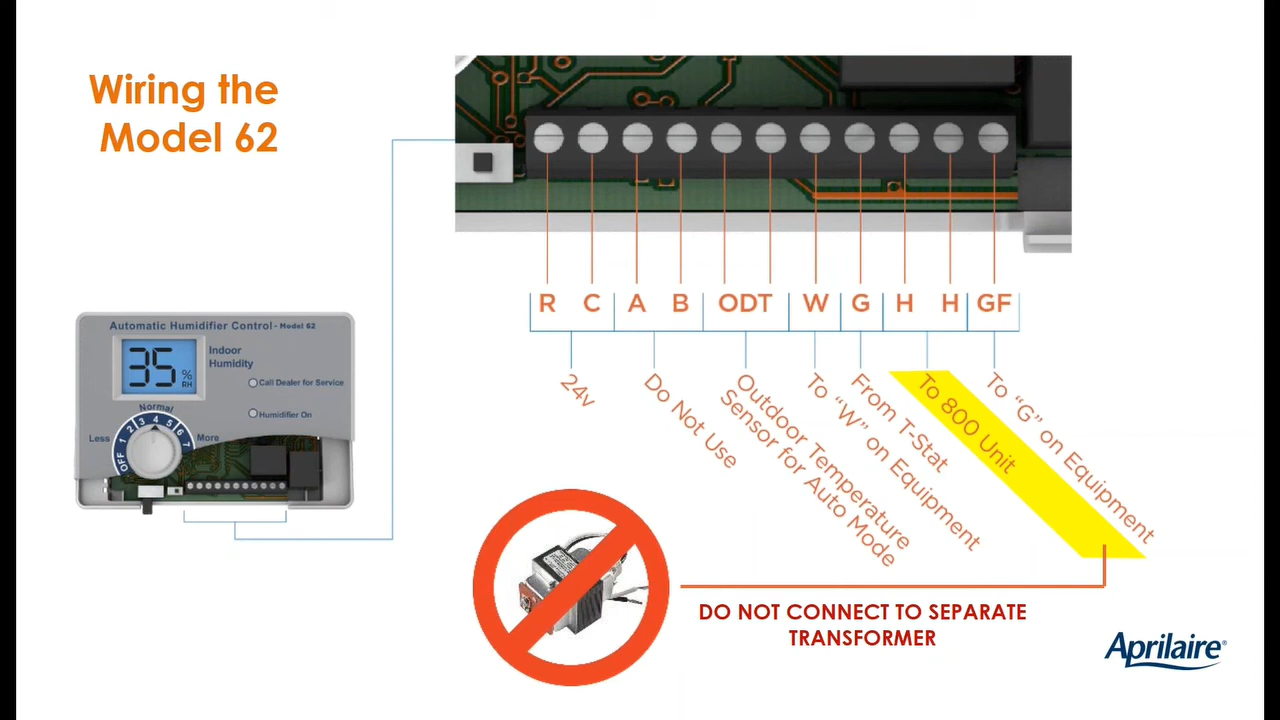 Wiring the
Model 62
R C A B ODT W G H H GF
24v
Do Not Use
Outdoor Temperature
Sensor for Auto Mode
To “W” on Equipment
From T-Stat
To 800 Unit
To “G” on Equipment
Automatic Humidifier Control - Model 62
35 %
RH
Indoor
Humidity
Call Dealer for Service
Humidifier On
Normal
Less
More
OFF 1 2 3 4 5 6 7
DO NOT CONNECT TO SEPARATE
TRANSFORMER
Aprilaire®